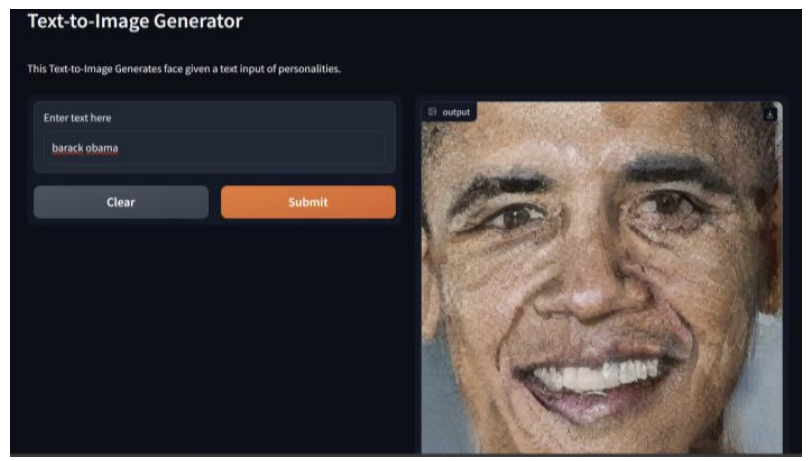 Text-to-Image Generator
This Text-to-Image Generates face given a text input of personalities.
Enter text here
barack obama
Clear
Submit
output